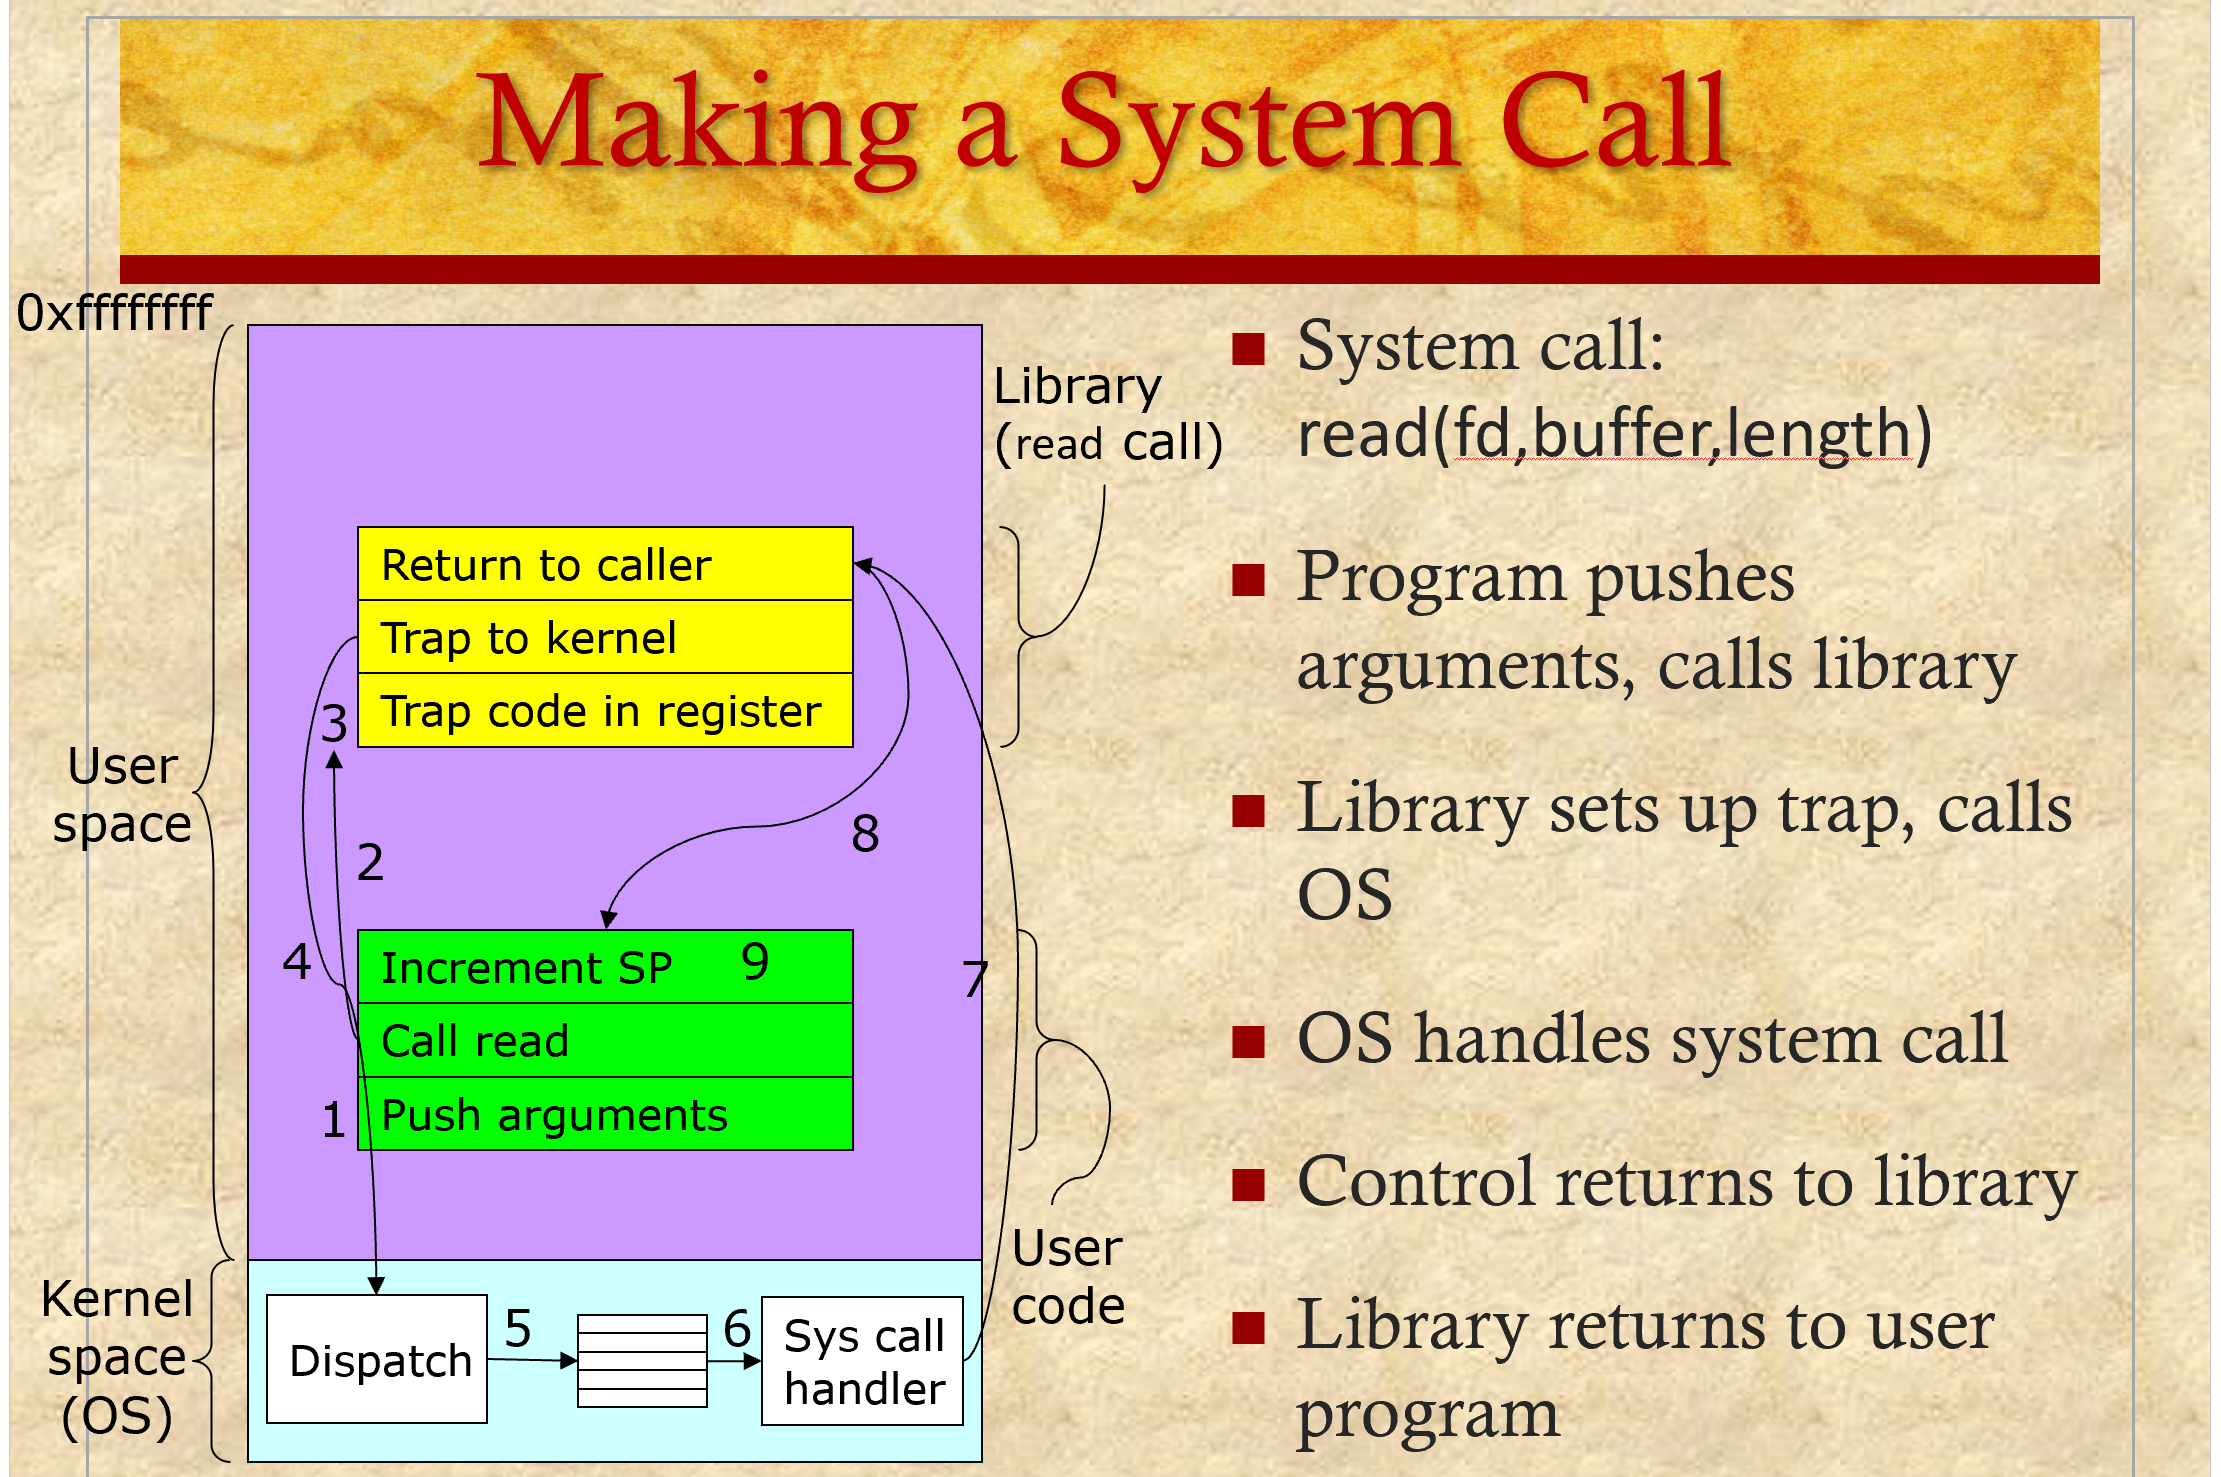 Making a System Call
0xffffffff
Library
(read call)
Return to caller
Trap to kernel
Trap code in register
3
User
space
2
8
4
Increment SP 9
7
Call read
1
Push arguments
User
code
Kernel
space
(OS)
Dispatch
5
6
Sys call
handler
■ System call:
read(fd,buffer,length)
■ Program pushes
arguments, calls library
■ Library sets up trap, calls
OS
■ OS handles system call
■ Control returns to library
■ Library returns to user
program